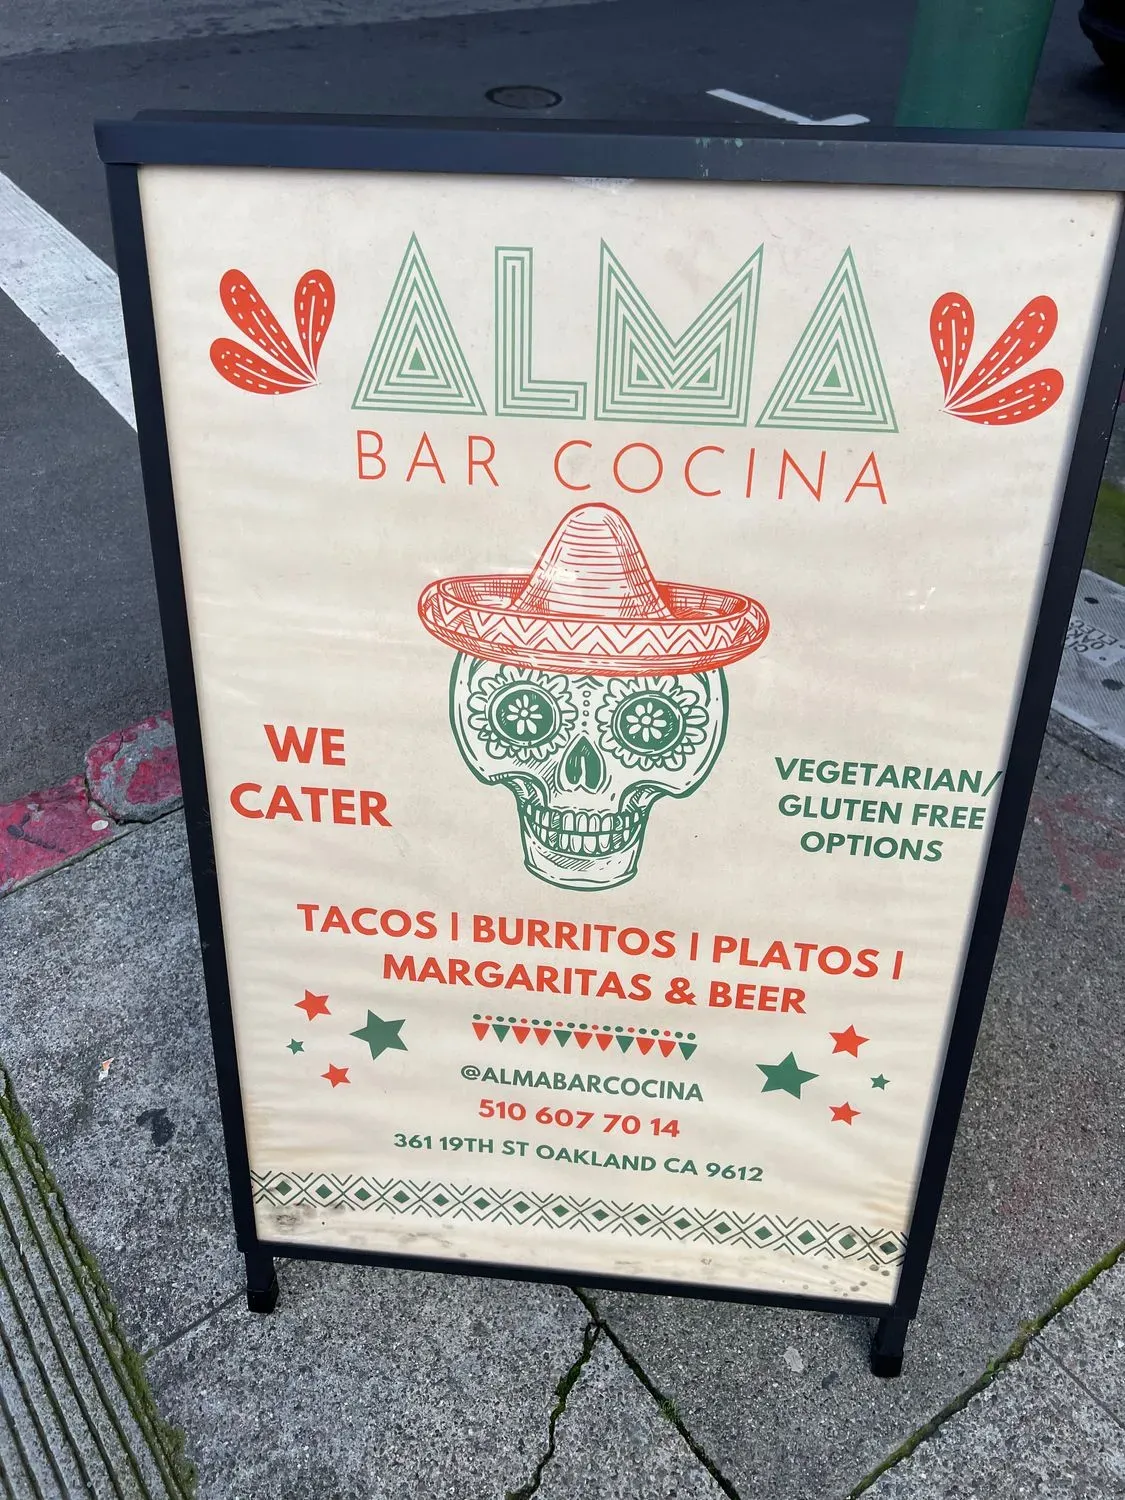 ALMA
BAR COCINA
WE
CATER
VEGETARIAN/
GLUTEN FREE
OPTIONS
TACOS | BURRITOS | PLATOS |
MARGARITAS & BEER
@ALMABARCOCINA
510 607 70 14
361 19TH ST OAKLAND CA 9612